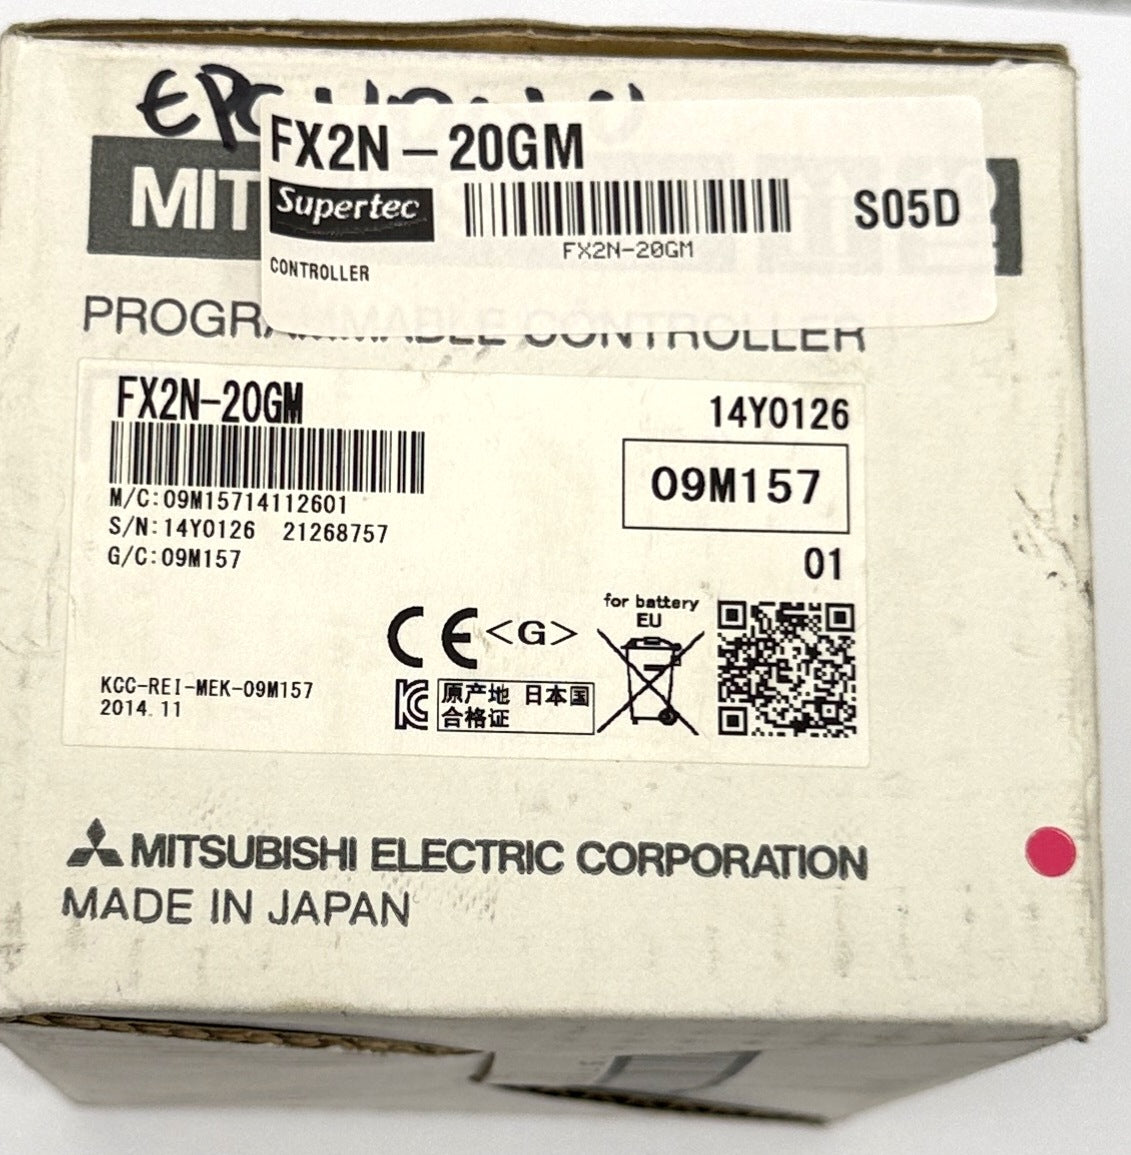 FX2N-20GM
Supertec
S05D
FX2N-20GM
CONTROLLER
MIT
PROGRAMMABLE CONTROLLER
FX2N-20GM
14Y0126
M/C:09M15714112601
09M157
S/N:14Y0126 21268757
G/C:09M157
01
for battery
EU
CE<G>
KCC-REI-MEK-09M157
2014.11
原产地 日本国
合格证
MITSUBISHI ELECTRIC CORPORATION
MADE IN JAPAN